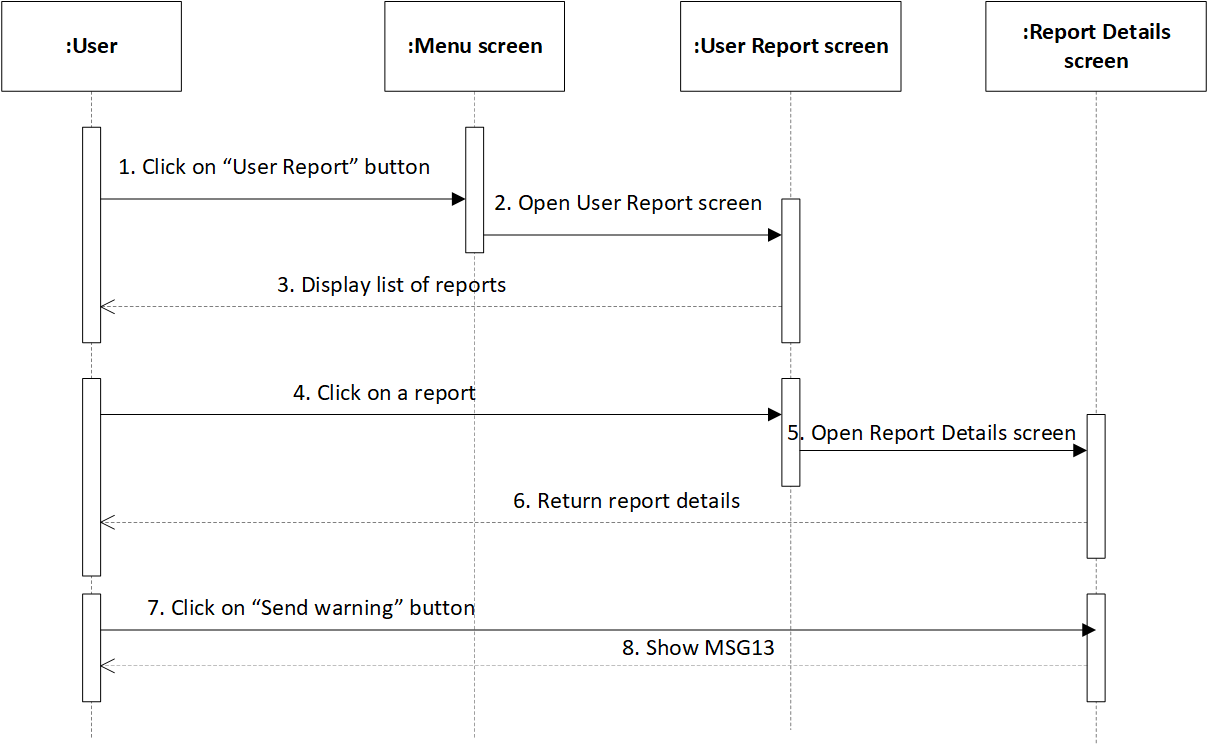 :User
:Menu screen
:User Report screen
:Report Details
screen
1. Click on “User Report” button
2. Open User Report screen
3. Display list of reports
4. Click on a report
5. Open Report Details screen
6. Return report details
7. Click on “Send warning” button
8. Show MSG13